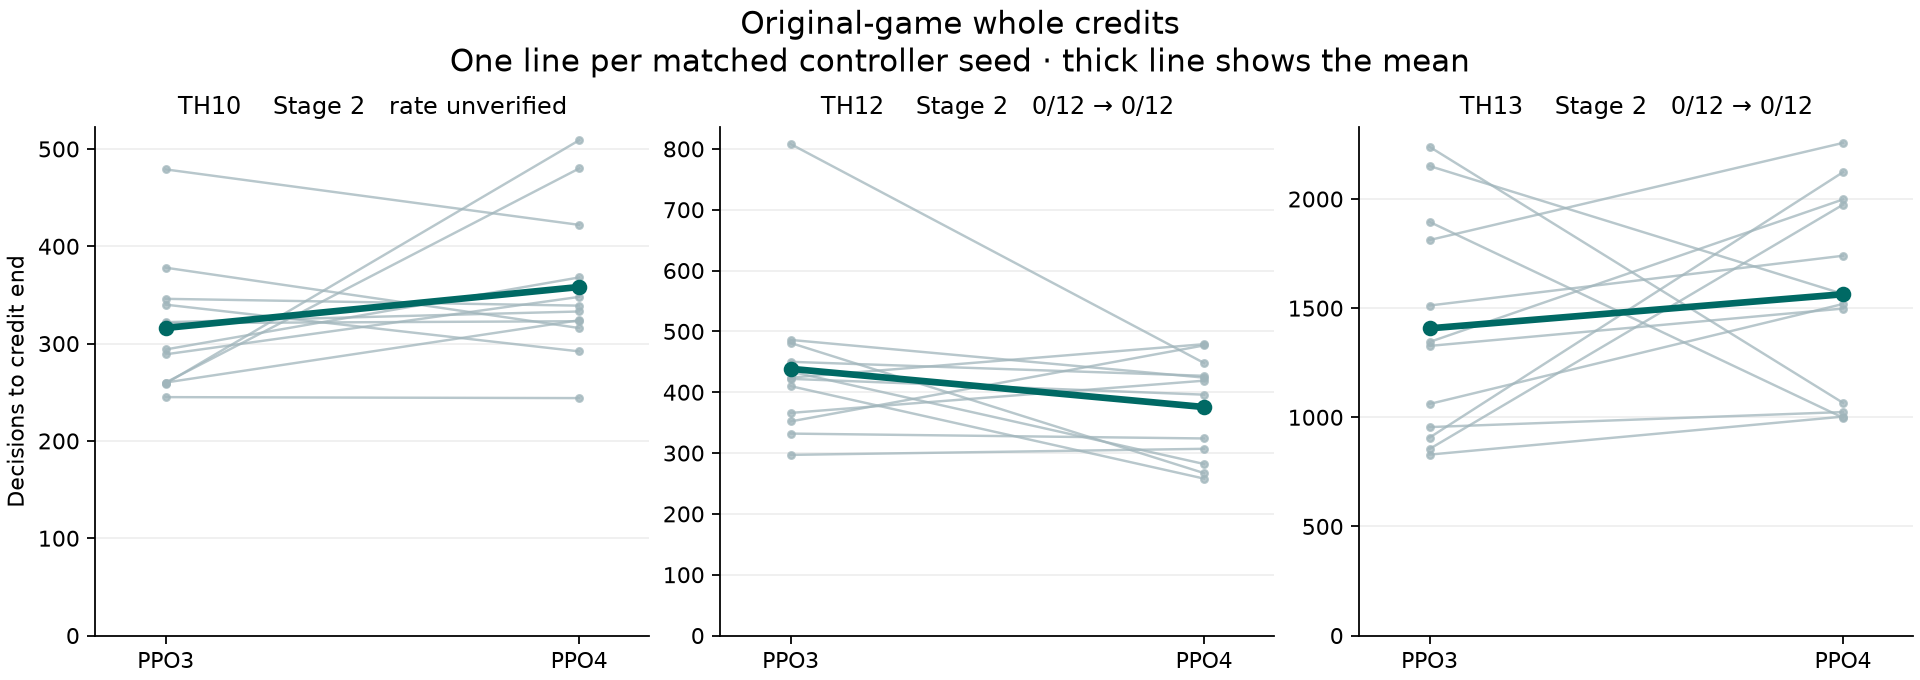 Original-game whole credits
One line per matched controller seed · thick line shows the mean
TH10 Stage 2 rate unverified
Decisions to credit end
500
400
300
200
100
0
PPO3 PPO4
TH12 Stage 2 0/12 → 0/12
800
700
600
500
400
300
200
100
0
PPO3 PPO4
TH13 Stage 2 0/12 → 0/12
2000
1500
1000
500
0
PPO3 PPO4